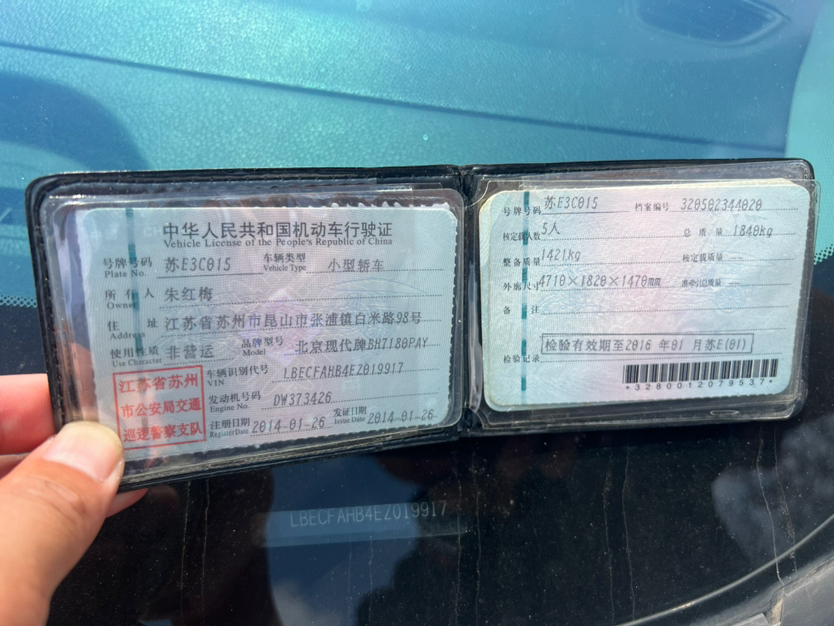 中华人民共和国机动车行驶证
Vehicle License of the People's Republic of China
号牌号码 苏E3C015 车辆类型 小型轿车
Plate No. Vehicle Type
所有人 朱红梅
Owner
住址 江苏省苏州市昆山市张浦镇白米路98号
使用性质 非营运 品牌型号 北京现代牌BH7180PAY
Use Character Model
车辆识别代号 LBECFAHB4EZ019917
VIN
发动机号码 DW373426
Engine No.
注册日期 2014-01-26 发证日期 2014-01-26
Register Date Issue Date
江苏省苏州
市公安局交通
巡逻警察支队
号牌号码 苏E3C015 档案编号 320502344020
核定载人数 5人 总质量 1840kg
整备质量 1421kg 核定载质量
外廓尺寸 4710×1820×1470mm 准牵引总质量
备注
检验有效期至2016 年01 月苏E(01)
检验记录
*3280012079537*
LBECFAHB4EZ019917